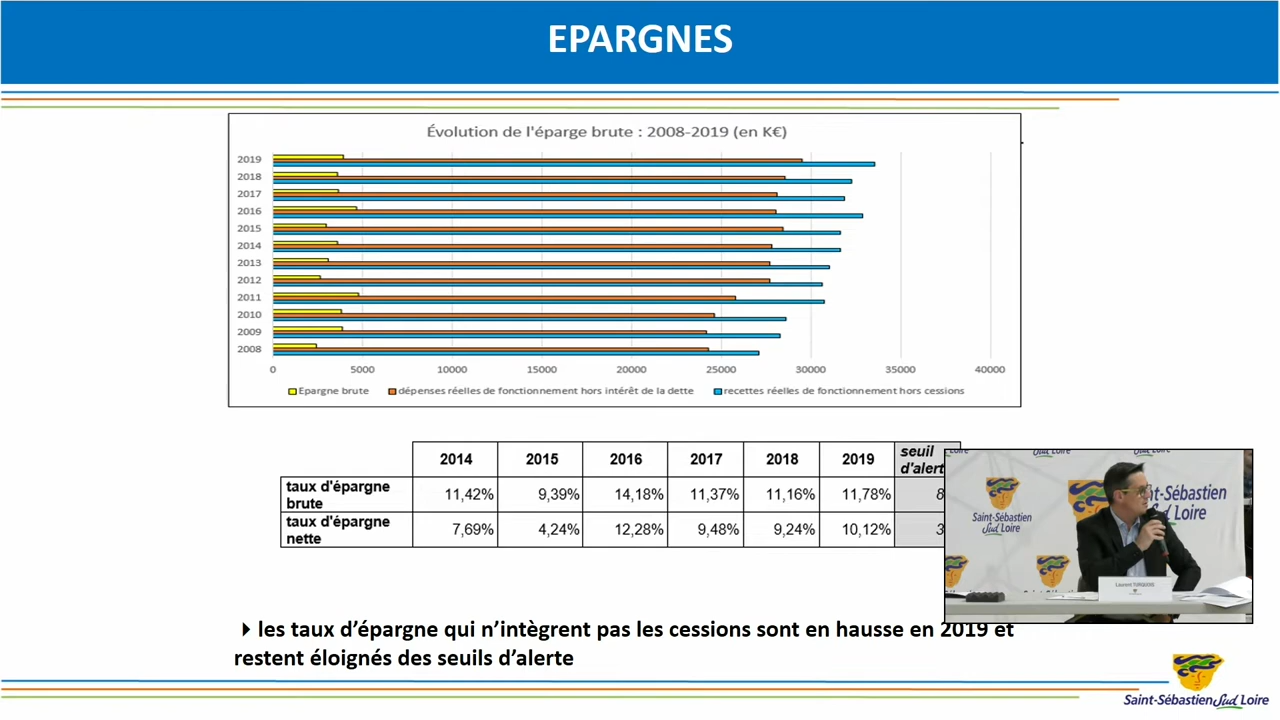 EPARGNES
Évolution de l'éparge brute : 2008-2019 (en K€)
2019
2018
2017
2016
2015
2014
2013
2012
2011
2010
2009
2008
0 5000 10000 15000 20000 25000 30000 35000 40000
Epargne brute dépenses réelles de fonctionnement hors intérêt de la dette recettes réelles de fonctionnement hors cessions
2014 2015 2016 2017 2018 2019 seuil
d'alert
taux d'épargne
brute 11,42% 9,39% 14,18% 11,37% 11,16% 11,78% 8
taux d'épargne
nette 7,69% 4,24% 12,28% 9,48% 9,24% 10,12% 3
Saint-Sébastien
Sud Loire
nt-Sébastien
Sud Loire
Laurent TURQUOIS
les taux d’épargne qui n’intègrent pas les cessions sont en hausse en 2019 et
restent éloignés des seuils d’alerte
Saint-Sébastien Sud Loire